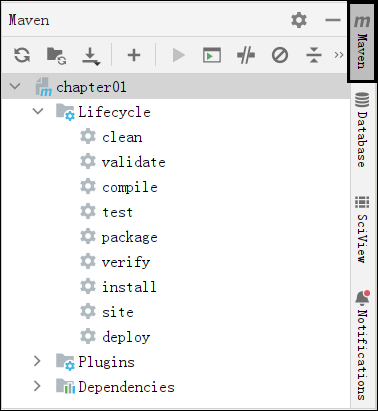 Maven
chapter01
Lifecycle
clean
validate
compile
test
package
verify
install
site
deploy
Plugins
Dependencies
Maven
Database
SciView
Notifications